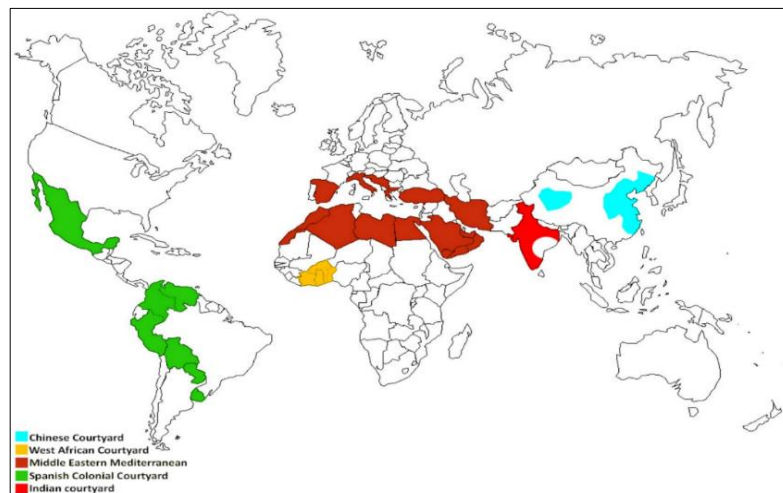 Chinese Courtyard
West African Courtyard
Middle Eastern Mediterranean
Spanish Colonial Courtyard
Indian courtyard